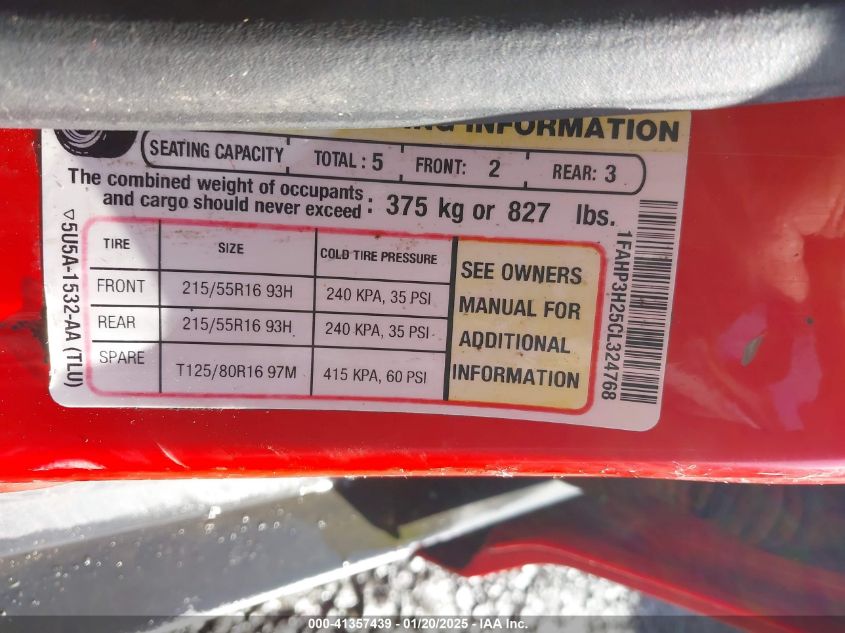 INFORMATION
SEATING CAPACITY TOTAL : 5 FRONT: 2 REAR: 3
The combined weight of occupants
and cargo should never exceed : 375 kg or 827 lbs.
TIRE SIZE COLD TIRE PRESSURE
FRONT 215/55R16 93H 240 KPA, 35 PSI
REAR 215/55R16 93H 240 KPA, 35 PSI
SPARE T125/80R16 97M 415 KPA, 60 PSI
SEE OWNERS
MANUAL FOR
ADDITIONAL
INFORMATION
5U5A-1532-AA (TLU)
1FAHP3H25CL324768
000-41357439 - 01/20/2025 - IAA Inc.